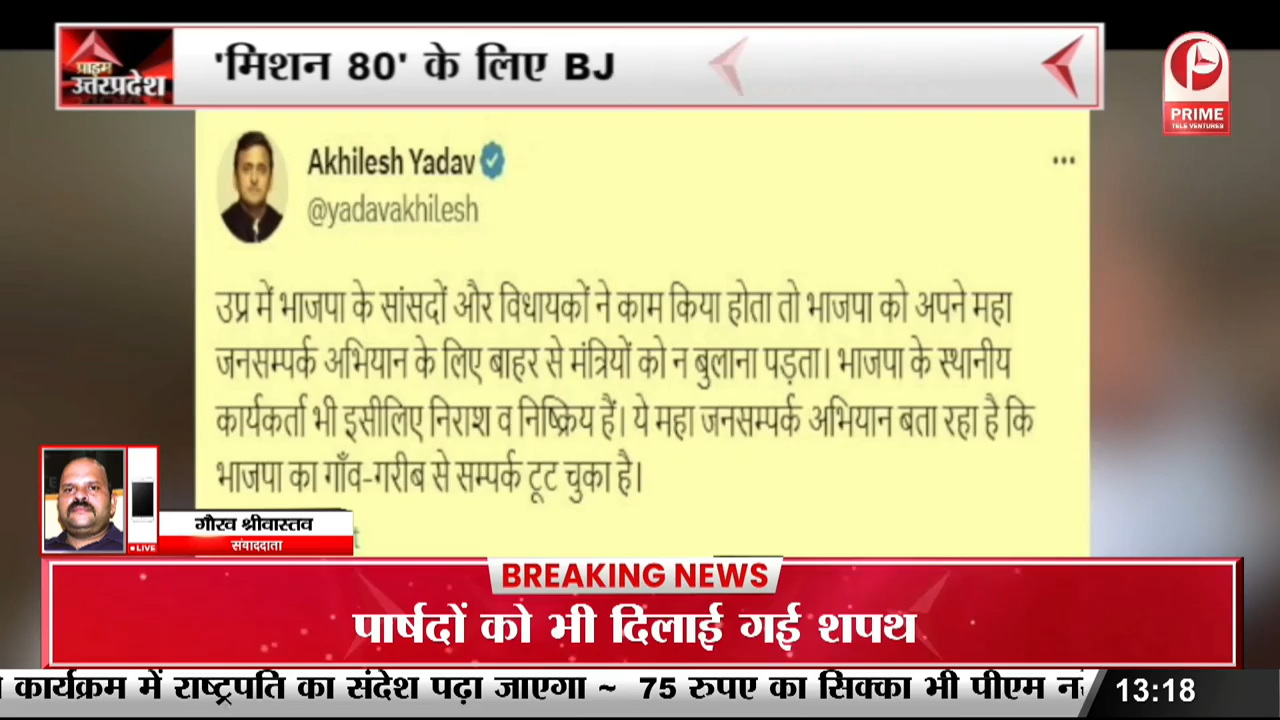 प्राइम
उत्तरप्रदेश
'मिशन 80' के लिए BJ
PRIME
TELE VENTURES
Akhilesh Yadav
@yadavakhilesh
उप्र में भाजपा के सांसदों और विधायकों ने काम किया होता तो भाजपा को अपने महा
जनसम्पर्क अभियान के लिए बाहर से मंत्रियों को न बुलाना पड़ता। भाजपा के स्थानीय
कार्यकर्ता भी इसीलिए निराश व निष्क्रिय हैं। ये महा जनसम्पर्क अभियान बता रहा है कि
भाजपा का गाँव-गरीब से सम्पर्क टूट चुका है।
LIVE
गौरव श्रीवास्तव
संवाददाता
BREAKING NEWS
पार्षदों को भी दिलाई गई शपथ
कार्यक्रम में राष्ट्रपति का संदेश पढ़ा जाएगा ~ 75 रुपए का सिक्का भी पीएम
13:18